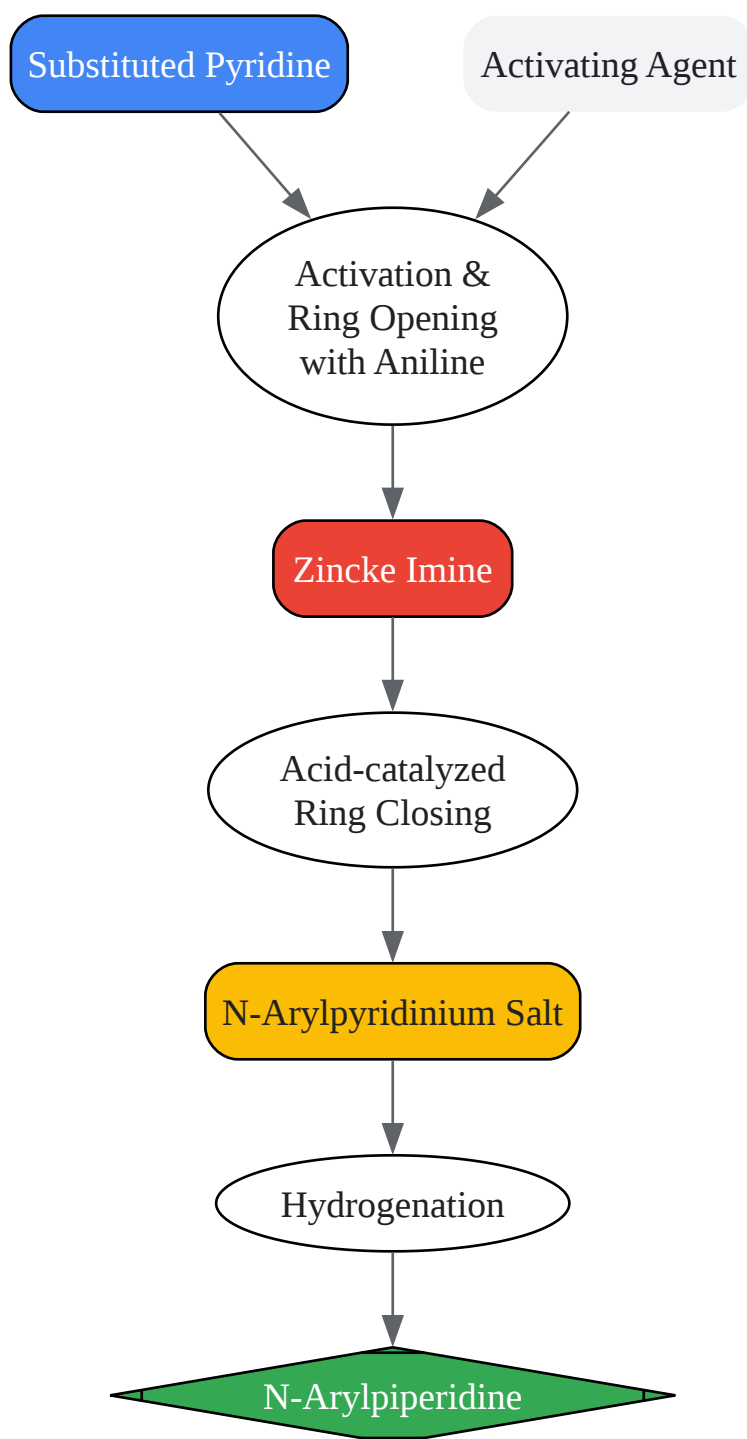 Substituted Pyridine
Activating Agent
Activation &
Ring Opening
with Aniline
Zincke Imine
Acid-catalyzed
Ring Closing
N-Arylpyridinium Salt
Hydrogenation
N-Arylpiperidine